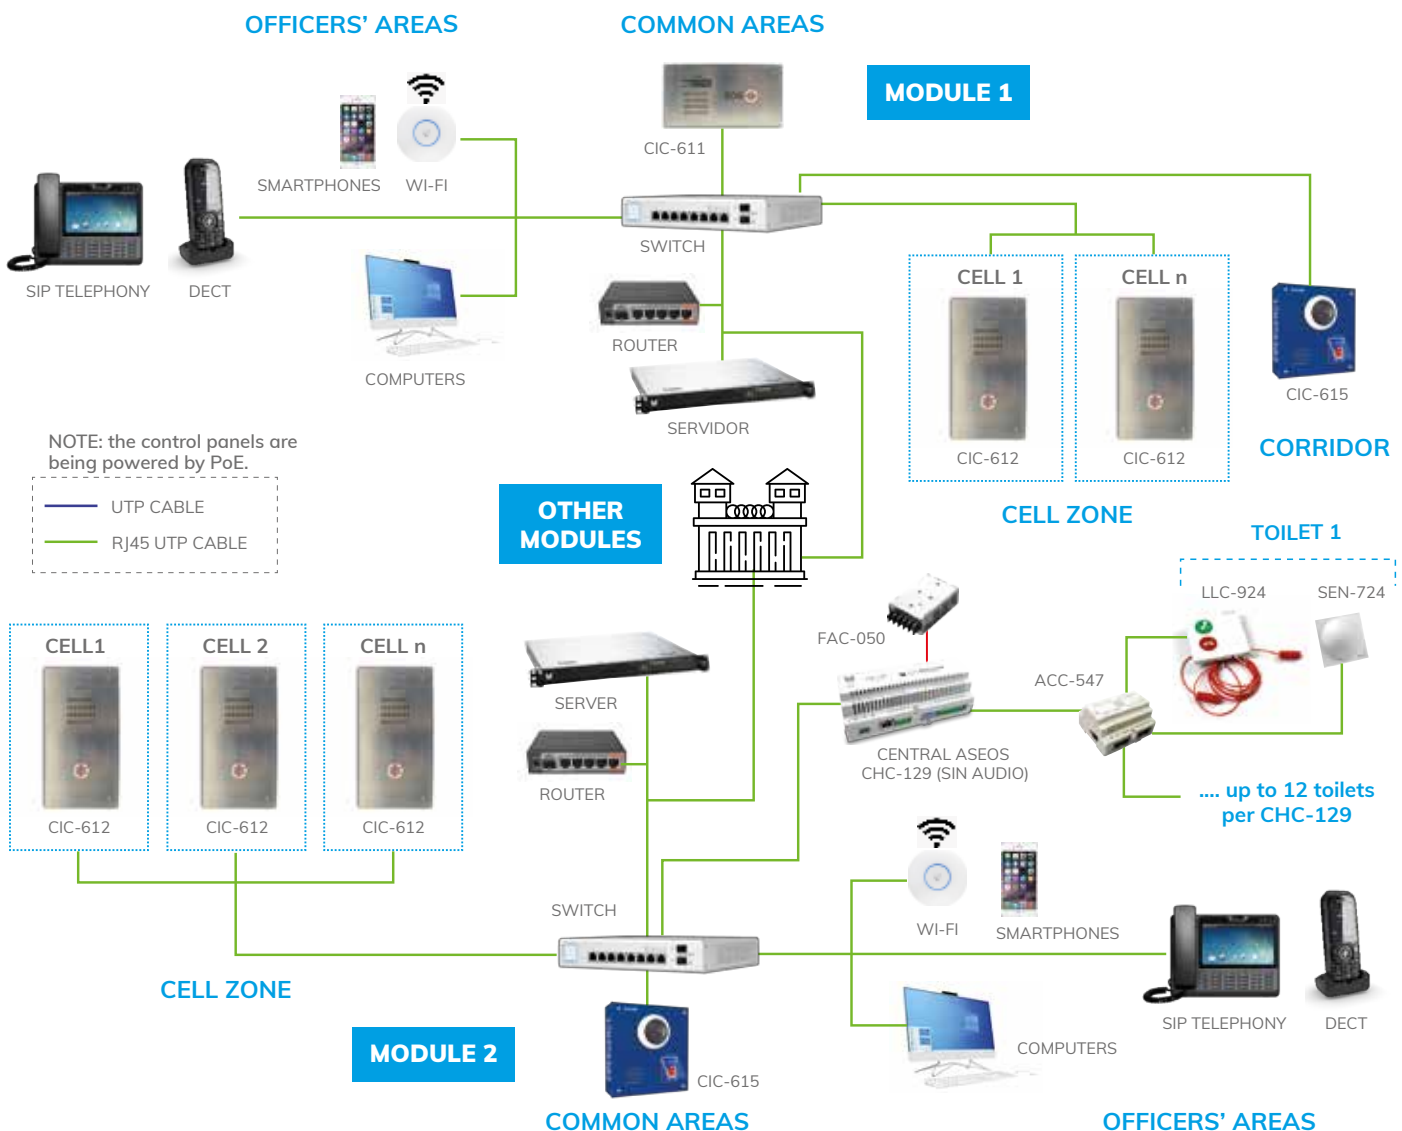 OFFICERS' AREAS
COMMON AREAS
MODULE 1
CIC-611
SMARTPHONES
WI-FI
SWITCH
SIP TELEPHONY
DECT
COMPUTERS
ROUTER
SERVIDOR
CELL 1
CIC-612
CELL n
CIC-612
CIC-615
CORRIDOR
CELL ZONE
NOTE: the control panels are
being powered by PoE.
UTP CABLE
RJ45 UTP CABLE
OTHER
MODULES
TOILET 1
LLC-924
SEN-724
FAC-050
ACC-547
CENTRAL ASEOS
CHC-129 (SIN AUDIO)
.... up to 12 toilets
per CHC-129
CELL1
CIC-612
CELL 2
CIC-612
CELL n
CIC-612
SERVER
ROUTER
SWITCH
CELL ZONE
MODULE 2
CIC-615
COMMON AREAS
WI-FI
SMARTPHONES
SIP TELEPHONY
DECT
COMPUTERS
OFFICERS' AREAS